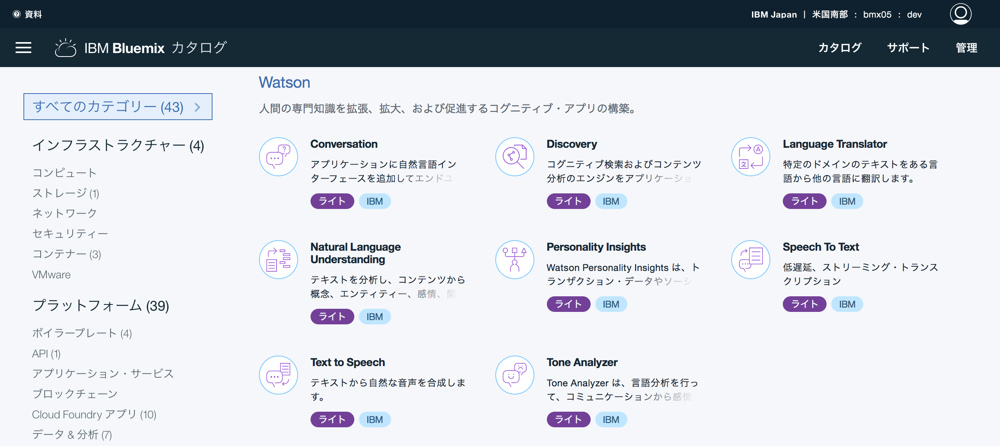 資料
IBM Japan | 米国南部 : bmx05 : dev
IBM Bluemix カタログ
カタログ サポート 管理
すべてのカテゴリー (43)
インフラストラクチャー (4)
コンピュート
ストレージ (1)
ネットワーク
セキュリティー
コンテナー (3)
VMware
プラットフォーム (39)
ボイラープレート (4)
API (1)
アプリケーション・サービス
ブロックチェーン
Cloud Foundry アプリ (10)
データ & 分析 (7)
Watson
人間の専門知識を拡張、拡大、および促進するコグニティブ・アプリの構築。
Conversation
アプリケーションに自然言語イン
ターフェースを追加してエンドユー
ライト IBM
Discovery
コグニティブ検索およびコンテンツ
分析のエンジンをアプリケーショ
ライト IBM
Language Translator
特定のドメインのテキストをある言
語から他の言語に翻訳します。
ライト IBM
Natural Language
Understanding
テキストを分析し、コンテンツから
概念、エンティティー、感情、関
ライト IBM
Personality Insights
Watson Personality Insights は、ト
ランザクション・データやソーシ
ライト IBM
Speech To Text
低遅延、ストリーミング・トランス
クリプション
ライト IBM
Text to Speech
テキストから自然な音声を合成しま
す。
ライト IBM
Tone Analyzer
Tone Analyzer は、言語分析を行っ
て、コミュニケーションから感情、
ライト IBM